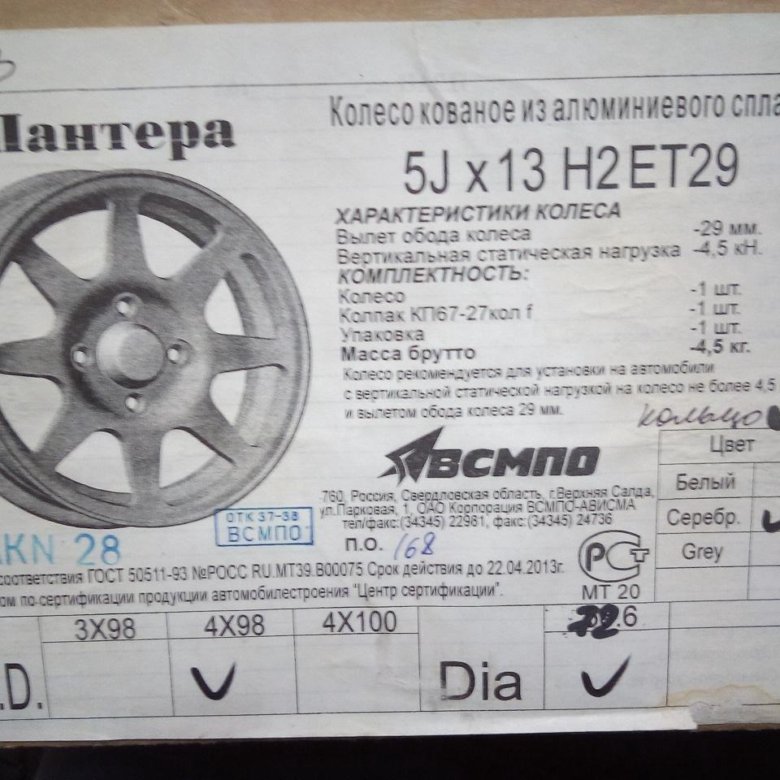 Пантера
Колесо кованое из алюминиевого спла
5J x 13 H2 ET29
ХАРАКТЕРИСТИКИ КОЛЕСА
Вылет обода колеса -29 мм.
Вертикальная статическая нагрузка -4,5 кН.
КОМПЛЕКТНОСТЬ:
Колесо -1 шт.
Колпак КП67-27кол f -1 шт.
Упаковка -1 шт.
Масса брутто -4,5 кг.
Колесо рекомендуется для установки на автомобили
с вертикальной статической нагрузкой на колесо не более 4,5
и вылетом обода колеса 29 мм.
кольцо
ВСМПО
Цвет
Белый
Серебр.
Grey
760, Россия, Свердловская область, г.Верхняя Салда,
ул.Парковая, 1, ОАО Корпорация ВСМПО-АВИСМА
тел/факс:(34345) 22981, факс:(34345) 24736
ОТК 37-38
ВСМПО
KN 28
П.О. 168
РСТ
МТ 20
соответствия ГОСТ 50511-93 №РОСС RU.МТ39.В00075 Срок действия до 22.04.2013г.
ом по сертификации продукции автомобилестроения "Центр сертификации".
3X98 4X98 4X100 72.6
.D. Dia